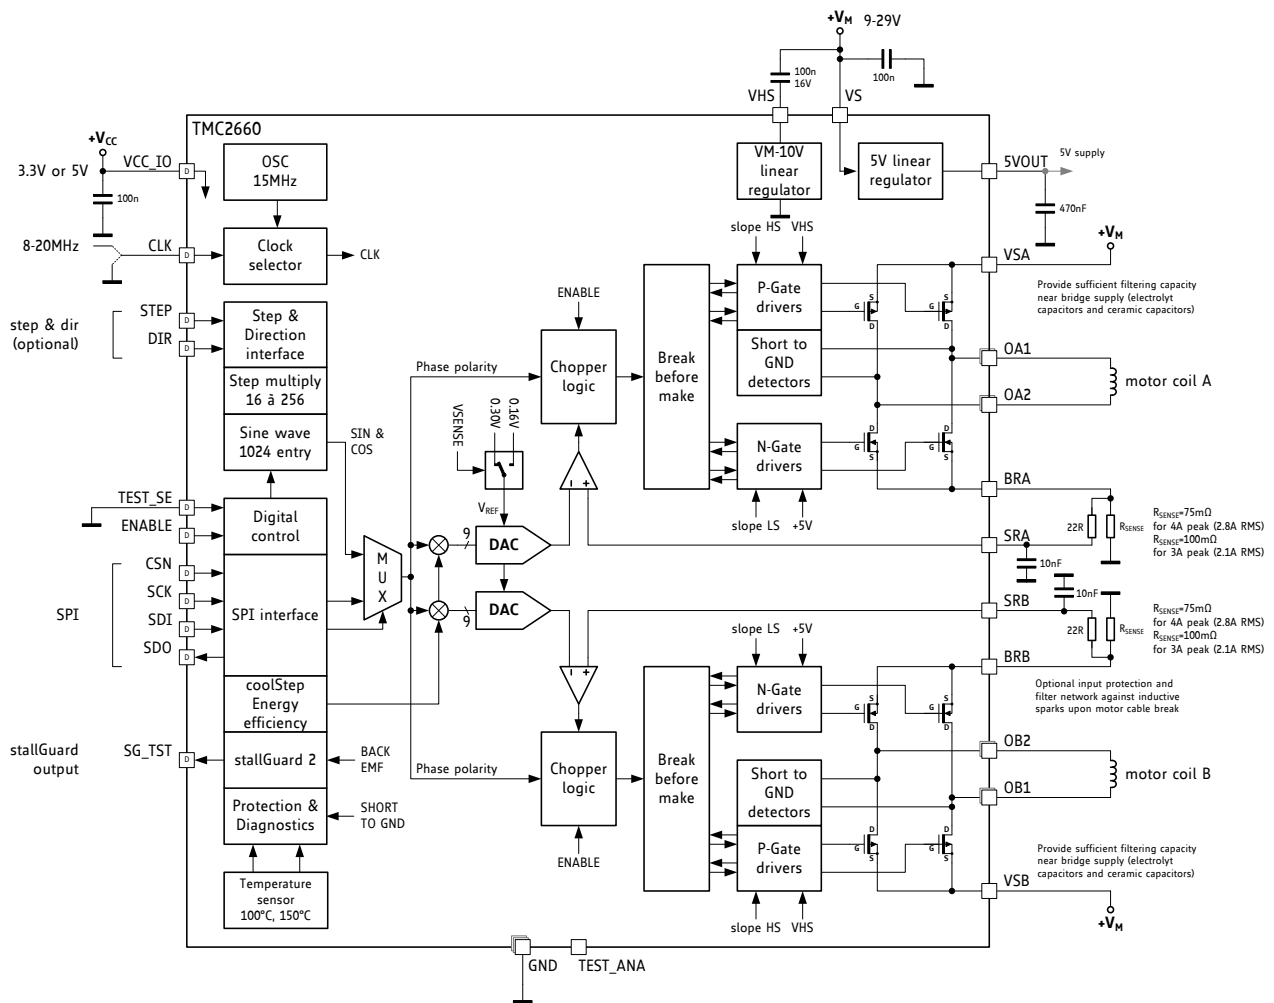 +VM 9-29V
100n
16V
100n
VHS
VS
TMC2660
+VCC
3.3V or 5V
VCC_IO
D
100n
OSC
15MHz
VM-10V
linear
regulator
5V linear
regulator
5VOUT
5V supply
470nF
8-20MHz
CLK
D
Clock
selector
CLK
slope HS
VHS
+VM
VSA
Provide sufficient filtering capacity
near bridge supply (electrolyt
capacitors and ceramic capacitors)
step & dir
(optional)
STEP
D
DIR
D
Step &
Direction
interface
Step multiply
16 à 256
Sine wave
1024 entry
SIN &
COS
ENABLE
Phase polarity
Chopper
logic
Break
before
make
P-Gate
drivers
Short to
GND
detectors
G
S
D
G
S
D
OA1
OA2
motor coil A
VSENSE
0.30V
0.16V
VREF
N-Gate
drivers
slope LS
+5V
D
G
S
D
G
S
BRA
TEST_SE
D
ENABLE
D
Digital
control
M
U
X
9
DAC
- +
SRA
10nF
22R
RSENSE
RSENSE=75mΩ
for 4A peak (2.8A RMS)
RSENSE=100mΩ
for 3A peak (2.1A RMS)
SPI
CSN
D
SCK
D
SDI
D
SDO
D
SPI interface
9
DAC
- +
SRB
10nF
22R
RSENSE
RSENSE=75mΩ
for 4A peak (2.8A RMS)
RSENSE=100mΩ
for 3A peak (2.1A RMS)
BRB
Optional input protection and
filter network against inductive
sparks upon motor cable break
coolStep
Energy
efficiency
slope LS
+5V
N-Gate
drivers
S
G
D
S
G
D
stallGuard
output
SG_TST
D
stallGuard 2
BACK
EMF
Phase polarity
Chopper
logic
Break
before
make
Short to
GND
detectors
OB2
OB1
motor coil B
Protection &
Diagnostics
SHORT
TO GND
ENABLE
P-Gate
drivers
D
G
S
D
G
S
Provide sufficient filtering capacity
near bridge supply (electrolyt
capacitors and ceramic capacitors)
VSB
+VM
Temperature
sensor
100°C, 150°C
slope HS
VHS
GND
TEST_ANA